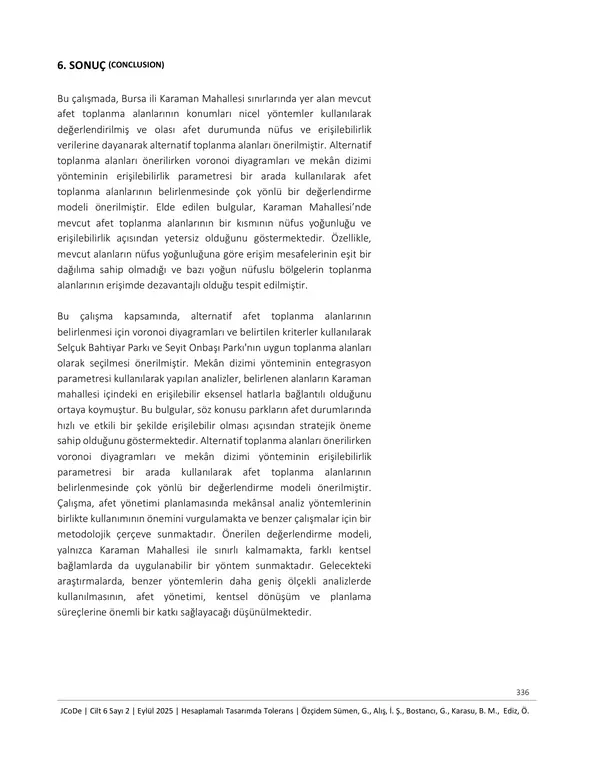 6. SONUÇ (CONCLUSION)
Bu çalışmada, Bursa ili Karaman Mahallesi sınırlarında yer alan mevcut
afet toplanma alanlarının konumları nicel yöntemler kullanılarak
değerlendirilmiş ve olası afet durumunda nüfus ve erişilebilirlik
verilerine dayanarak alternatif toplanma alanları önerilmiştir. Alternatif
toplanma alanları önerilirken voronoi diyagramları ve mekân dizimi
yönteminin erişilebilirlik parametresi bir arada kullanılarak afet
toplanma alanlarının belirlenmesinde çok yönlü bir değerlendirme
modeli önerilmiştir. Elde edilen bulgular, Karaman Mahallesi’nde
mevcut afet toplanma alanlarının bir kısmının nüfus yoğunluğu ve
erişilebilirlik açısından yetersiz olduğunu göstermektedir. Özellikle,
mevcut alanların nüfus yoğunluğuna göre erişim mesafelerinin eşit bir
dağılıma sahip olmadığı ve bazı yoğun nüfuslu bölgelerin toplanma
alanlarının erişimde dezavantajlı olduğu tespit edilmiştir.
Bu çalışma kapsamında, alternatif afet toplanma alanlarının
belirlenmesi için voronoi diyagramları ve belirtilen kriterler kullanılarak
Selçuk Bahtiyar Parkı ve Seyit Onbaşı Parkı'nın uygun toplanma alanları
olarak seçilmesi önerilmiştir. Mekân dizimi yönteminin entegrasyon
parametresi kullanılarak yapılan analizler, belirlenen alanların Karaman
mahallesi içindeki en erişilebilir eksensel hatlarla bağlantılı olduğunu
ortaya koymuştur. Bu bulgular, söz konusu parkların afet durumlarında
hızlı ve etkili bir şekilde erişilebilir olması açısından stratejik öneme
sahip olduğunu göstermektedir. Alternatif toplanma alanları önerilirken
voronoi diyagramları ve mekân dizimi yönteminin erişilebilirlik
parametresi bir arada kullanılarak afet toplanma alanlarının
belirlenmesinde çok yönlü bir değerlendirme modeli önerilmiştir.
Çalışma, afet yönetimi planlamasında mekânsal analiz yöntemlerinin
birlikte kullanımının önemini vurgulamakta ve benzer çalışmalar için bir
metodolojik çerçeve sunmaktadır. Önerilen değerlendirme modeli,
yalnızca Karaman Mahallesi ile sınırlı kalmamakta, farklı kentsel
bağlamlarda da uygulanabilir bir yöntem sunmaktadır. Gelecekteki
araştırmalarda, benzer yöntemlerin daha geniş ölçekli analizlerde
kullanılmasının, afet yönetimi, kentsel dönüşüm ve planlama
süreçlerine önemli bir katkı sağlayacağı düşünülmektedir.
336
JCoDe | Cilt 6 Sayı 2 | Eylül 2025 | Hesaplamalı Tasarımda Tolerans | Özçidem Sümen, G., Alış, İ. Ş., Bostancı, G., Karasu, B. M., Ediz, Ö.